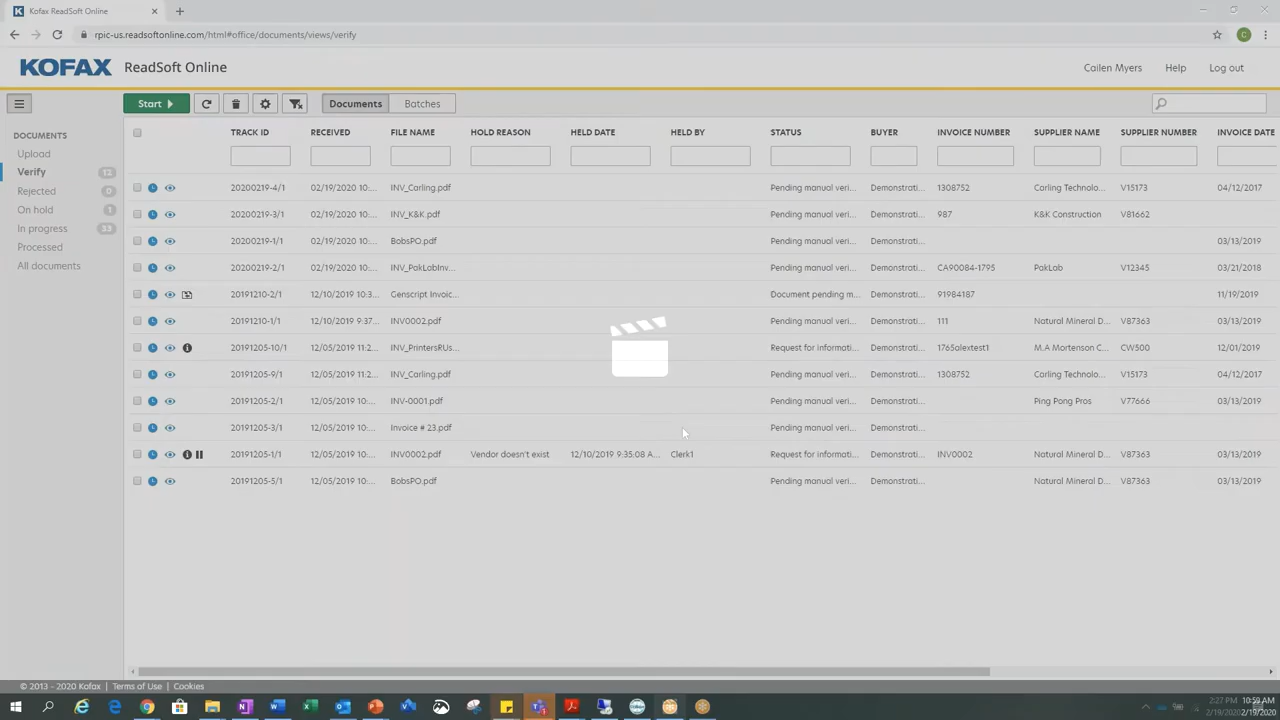 Kofax ReadSoft Online
rpic-us.readsoftonline.com/html#office/documents/views/verify
C
KOFAX ReadSoft Online
Cailen Myers Help Log out
Start Documents Batches
DOCUMENTS
Upload
Verify 12
Rejected 0
On hold 1
In progress 33
Processed
All documents
TRACK ID RECEIVED FILE NAME HOLD REASON HELD DATE HELD BY STATUS BUYER INVOICE NUMBER SUPPLIER NAME SUPPLIER NUMBER INVOICE DATE
20200219-4/1 02/19/2020 10:... INV_Carling.pdf Pending manual veri... Demonstrati... 1308752 Carling Technolo... V15173 04/12/2017
20200219-3/1 02/19/2020 10:... INV_K&K.pdf Pending manual veri... Demonstrati... 987 K&K Construction V81662
20200219-1/1 02/19/2020 10:... BobsPO.pdf Pending manual veri... Demonstrati... 03/13/2019
20200219-2/1 02/19/2020 10:... INV_PakLabInv... Pending manual veri... Demonstrati... CA90084-1795 PakLab V12345 03/21/2018
20191210-2/1 12/10/2019 10:3... Genscript Invoic... Document pending m... Demonstrati... 91984187 11/19/2019
20191210-1/1 12/10/2019 9:37... INV0002.pdf Pending manual veri... Demonstrati... 111 Natural Mineral D... V87363 03/13/2019
20191205-10/1 12/05/2019 11:2... INV_PrintersRUs... Request for informati... Demonstrati... 1765alextest1 M.A Mortenson C... CW500 12/01/2019
20191205-9/1 12/05/2019 11:2... INV_Carling.pdf Pending manual veri... Demonstrati... 1308752 Carling Technolo... V15173 04/12/2017
20191205-2/1 12/05/2019 10:... INV-0001.pdf Pending manual veri... Demonstrati... Ping Pong Pros V77666 03/13/2019
20191205-3/1 12/05/2019 10:... Invoice # 23.pdf Pending manual veri... Demonstrati...
20191205-1/1 12/05/2019 10:... INV0002.pdf Vendor doesn't exist 12/10/2019 9:35:08 A... Clerk1 Request for informati... Demonstrati... INV0002 Natural Mineral D... V87363 03/13/2019
20191205-5/1 12/05/2019 10:... BobsPO.pdf Pending manual veri... Demonstrati... Natural Mineral D... V87363 03/13/2019
© 2013 - 2020 Kofax | Terms of Use | Cookies
2:27 PM 10:59 AM
2/19/2020